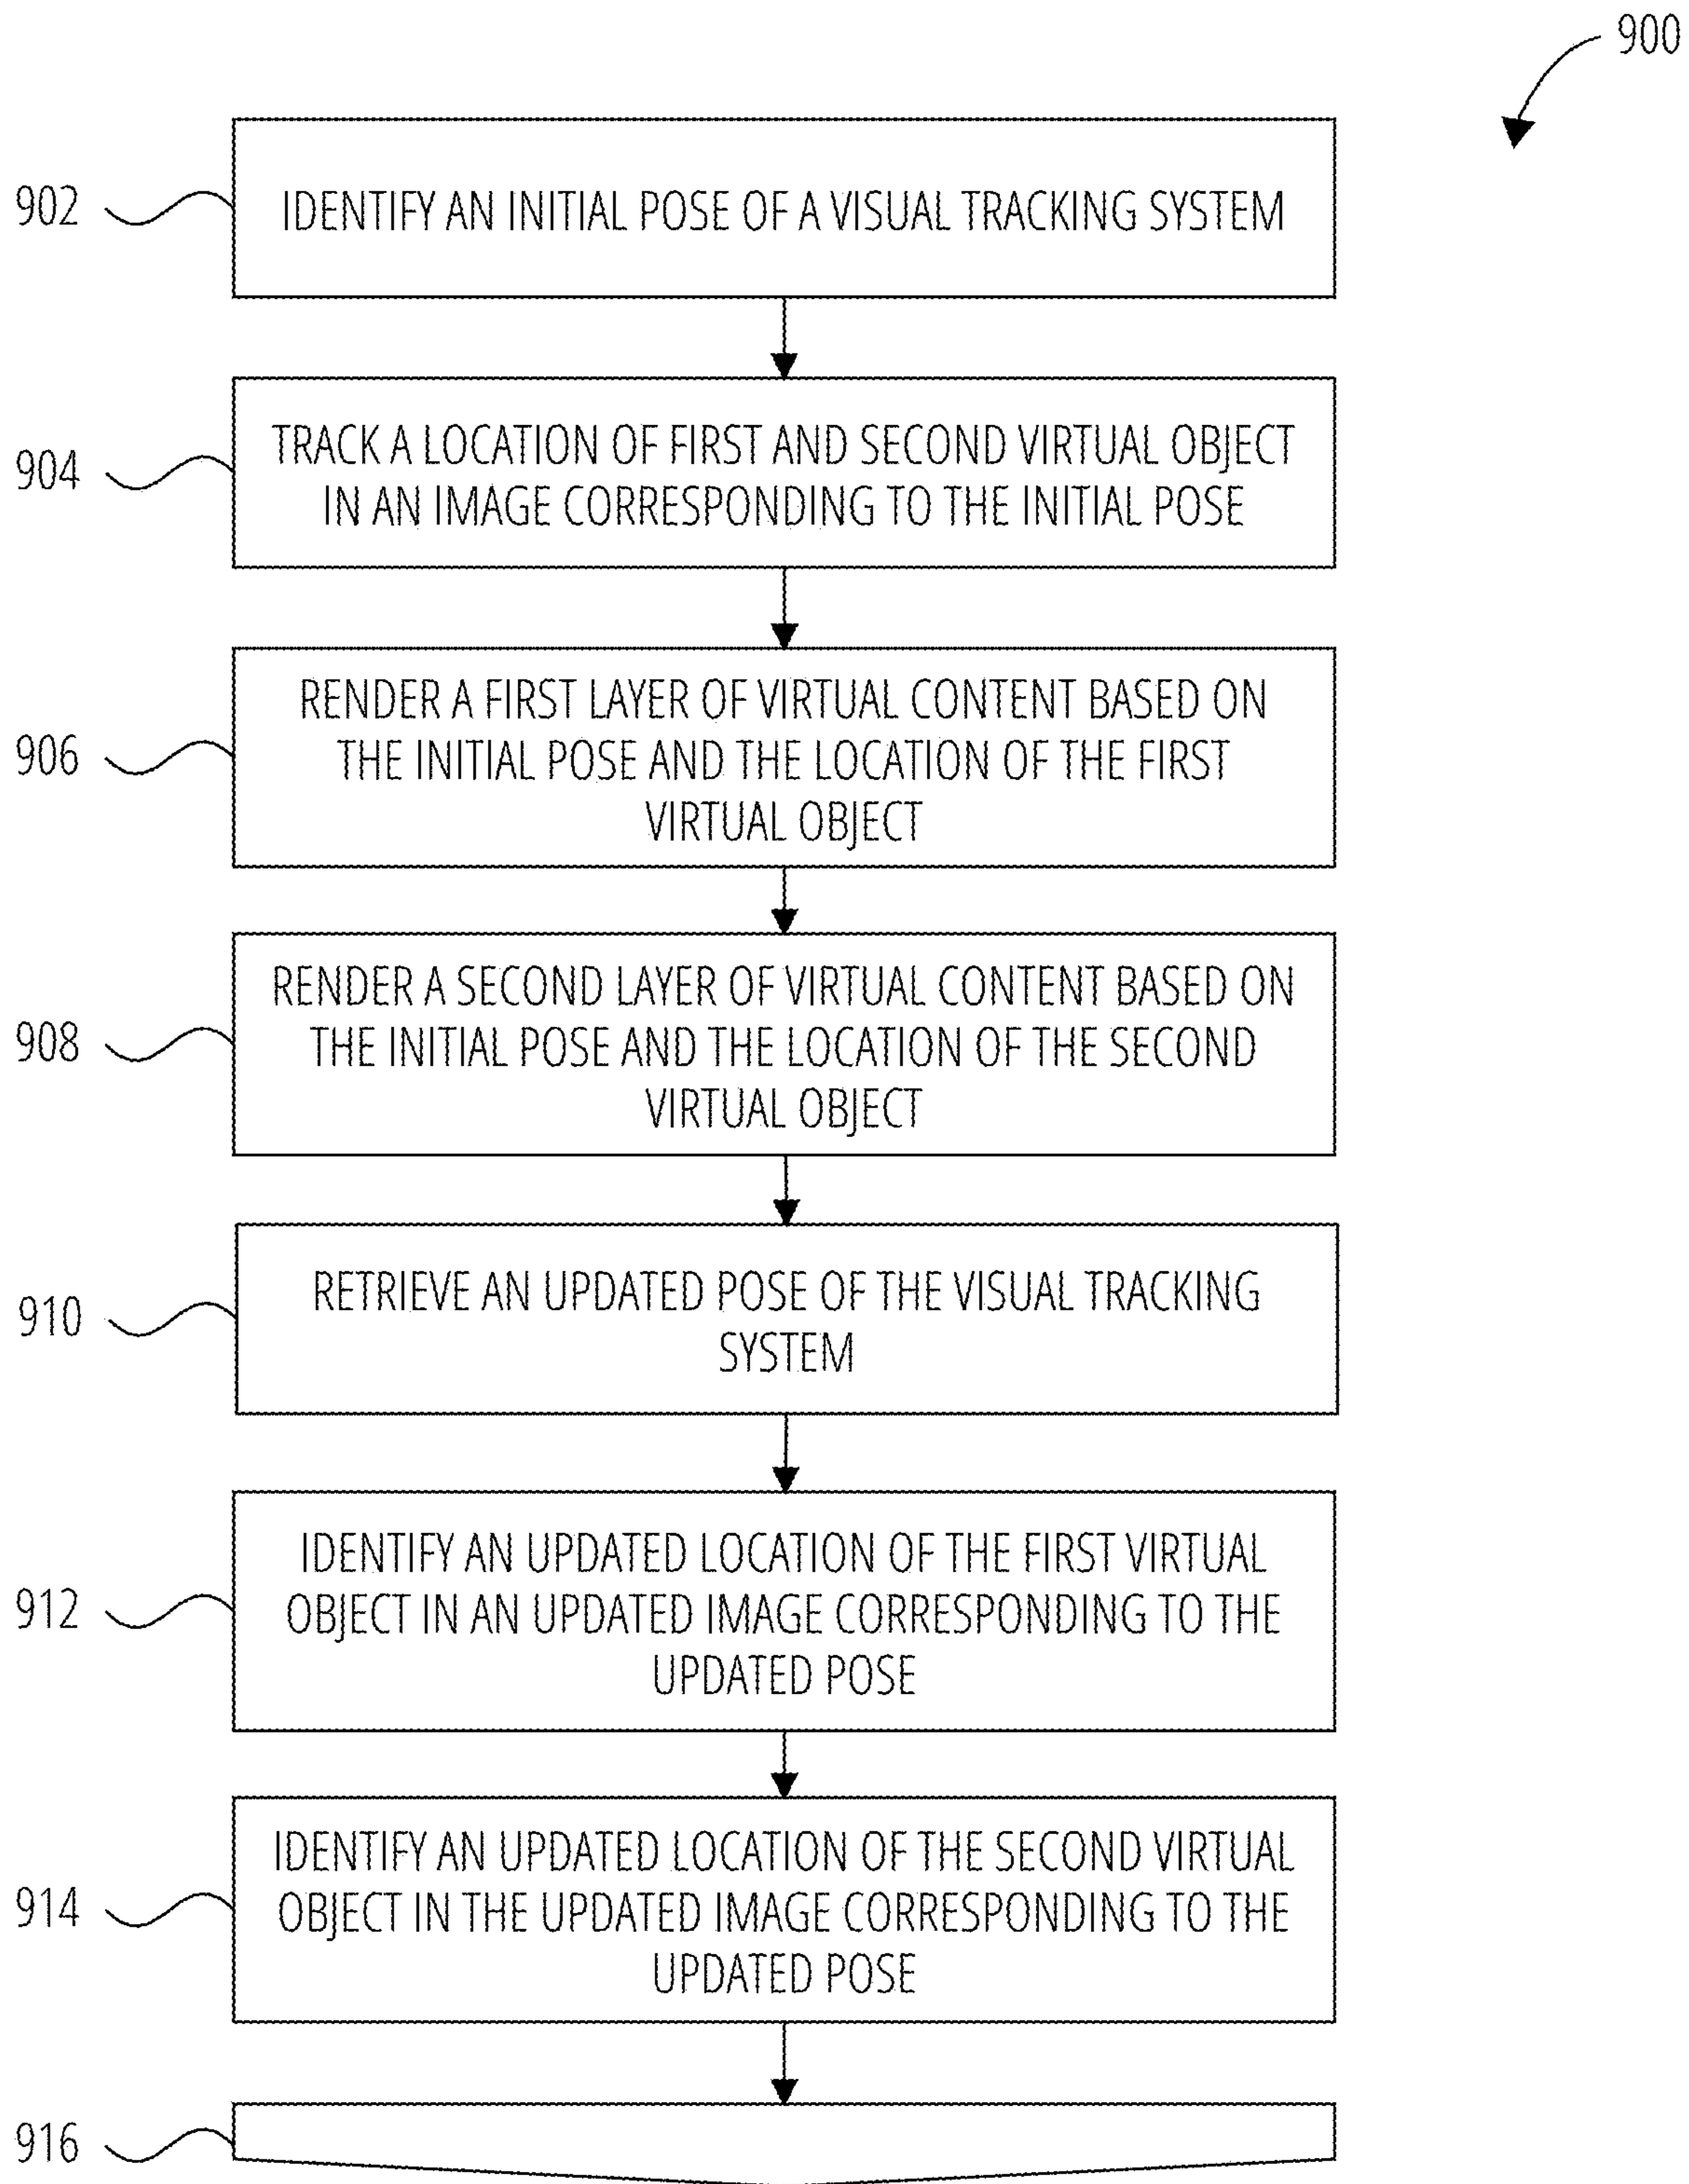 900
902
IDENTIFY AN INITIAL POSE OF A VISUAL TRACKING SYSTEM
904
TRACK A LOCATION OF FIRST AND SECOND VIRTUAL OBJECT
IN AN IMAGE CORRESPONDING TO THE INITIAL POSE
906
RENDER A FIRST LAYER OF VIRTUAL CONTENT BASED ON
THE INITIAL POSE AND THE LOCATION OF THE FIRST
VIRTUAL OBJECT
908
RENDER A SECOND LAYER OF VIRTUAL CONTENT BASED ON
THE INITIAL POSE AND THE LOCATION OF THE SECOND
VIRTUAL OBJECT
910
RETRIEVE AN UPDATED POSE OF THE VISUAL TRACKING
SYSTEM
912
IDENTIFY AN UPDATED LOCATION OF THE FIRST VIRTUAL
OBJECT IN AN UPDATED IMAGE CORRESPONDING TO THE
UPDATED POSE
914
IDENTIFY AN UPDATED LOCATION OF THE SECOND VIRTUAL
OBJECT IN THE UPDATED IMAGE CORRESPONDING TO THE
UPDATED POSE
916